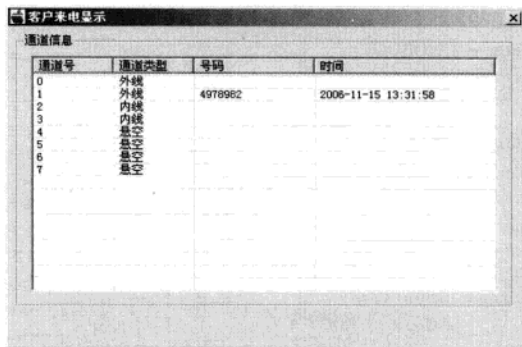 客户来电显示
通道信息
通道号 通道类型 号码 时间
0 外线
1 外线 4978982 2006-11-15 13:31:58
2 内线
3 内线
4 悬空
5 悬空
6 悬空
7 悬空